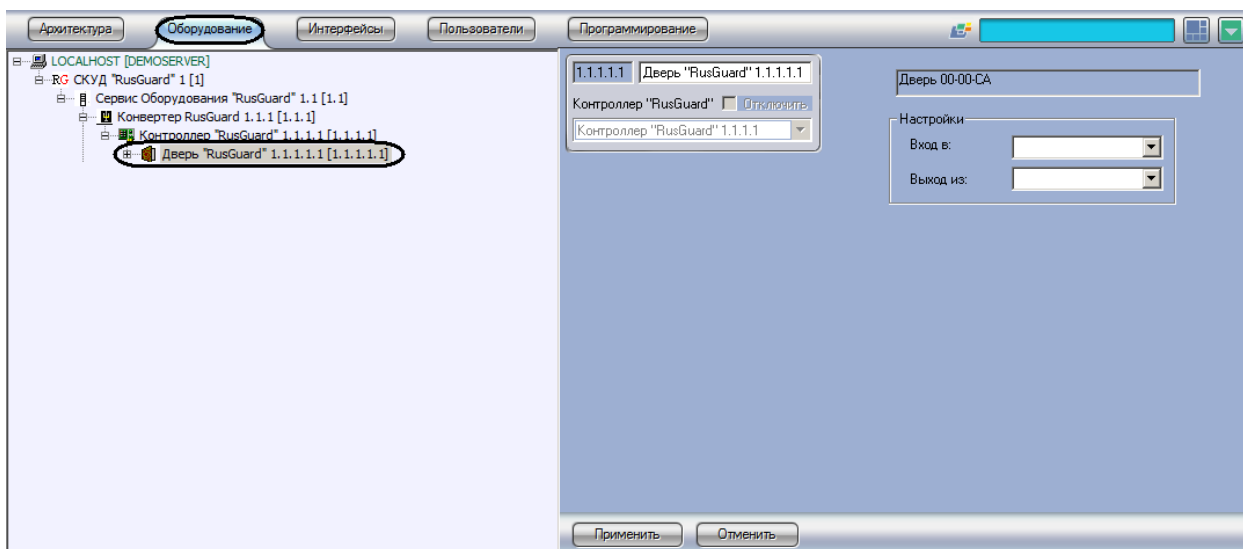 Архитектура Оборудование Интерфейсы Пользователи Программирование
LOCALHOST [DEMOSERVER]
RG СКУД "RusGuard" 1 [1]
Сервис Оборудования "RusGuard" 1.1 [1.1]
Конвертер RusGuard 1.1.1 [1.1.1]
Контроллер "RusGuard" 1.1.1.1 [1.1.1.1]
Дверь "RusGuard" 1.1.1.1.1 [1.1.1.1.1]
1.1.1.1.1 Дверь "RusGuard" 1.1.1.1.1
Контроллер "RusGuard" Отключить
Контроллер "RusGuard" 1.1.1.1
Дверь 00-00-CA
Настройки
Вход в:
Выход из:
Применить Отменить